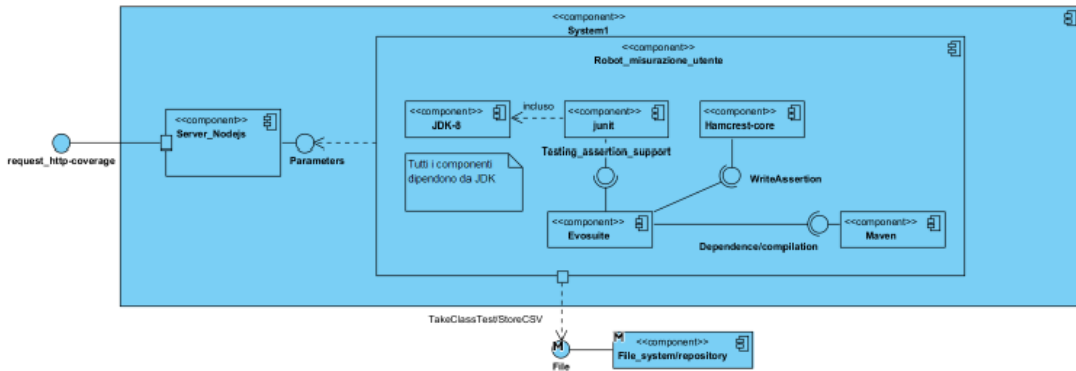 <<component>>
System1
<<component>>
Robot_misurazione_utente
<<component>>
JDK-8
incluso
<<component>>
junit
<<component>>
Hamcrest-core
<<component>>
Server_Nodejs
request_http-coverage
Parameters
Testing_assertion_support
Tutti i componenti
dipendono da JDK
WriteAssertion
<<component>>
Evosuite
Dependence/compilation
<<component>>
Maven
TakeClassTest/StoreCSV
M
File
M
<<component>>
File_system/repository